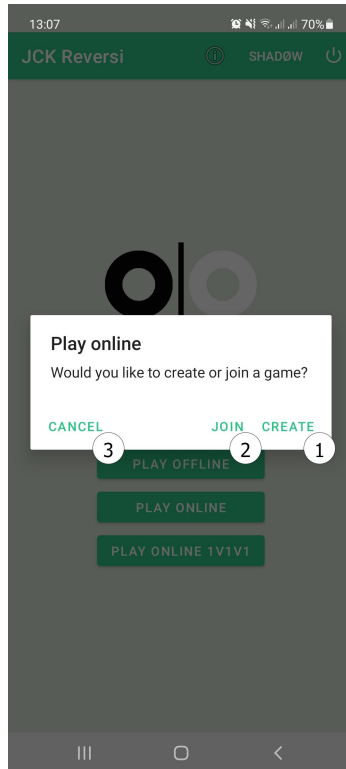 13:07 70%
JCK Reversi SHADØW
Play online
Would you like to create or join a game?
CANCEL JOIN CREATE
3 2 1
PLAY OFFLINE
PLAY ONLINE
PLAY ONLINE 1V1V1